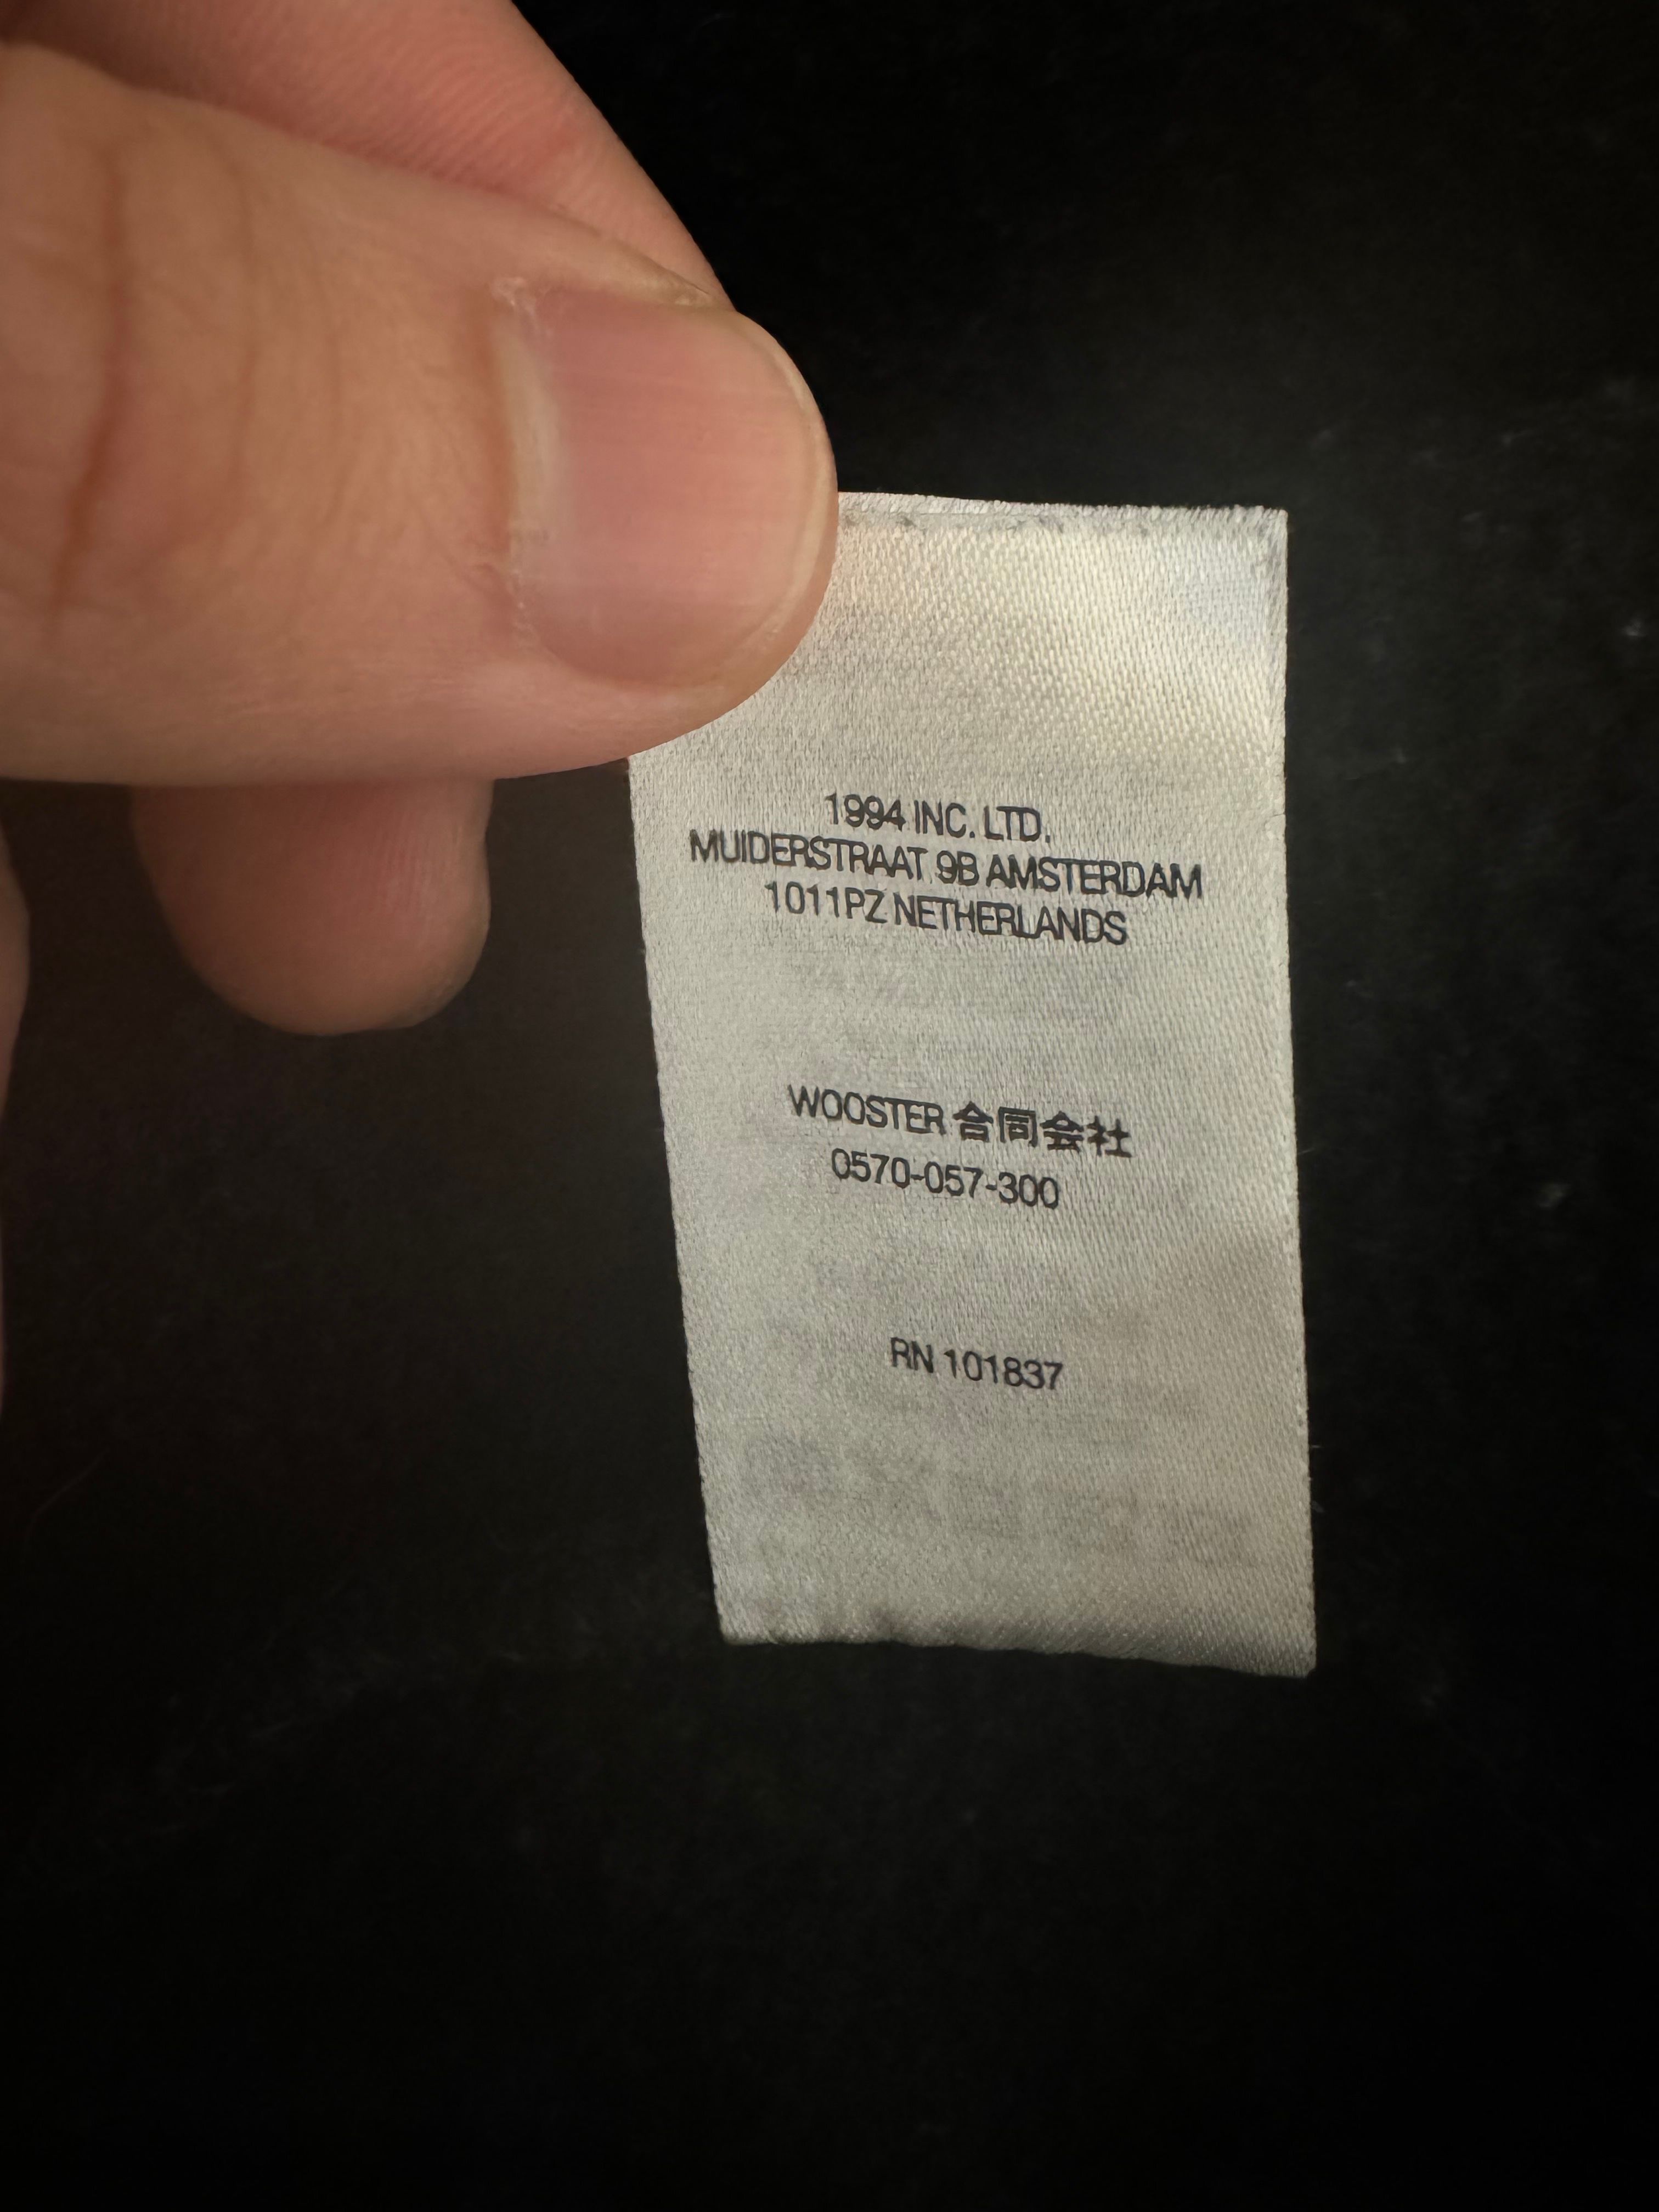 1994 INC. LTD.
MUIDERSTRAAT 9B AMSTERDAM
1011PZ NETHERLANDS
WOOSTER 合同会社
0570-057-300
RN 101837